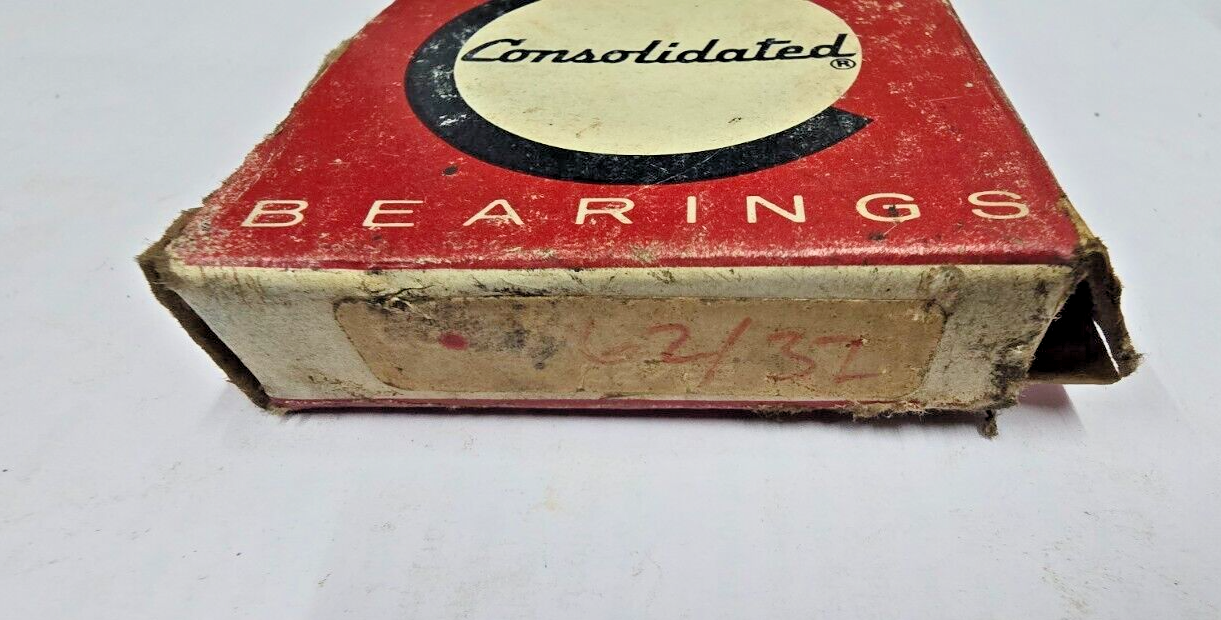 Consolidated®
BEARINGS
62/32